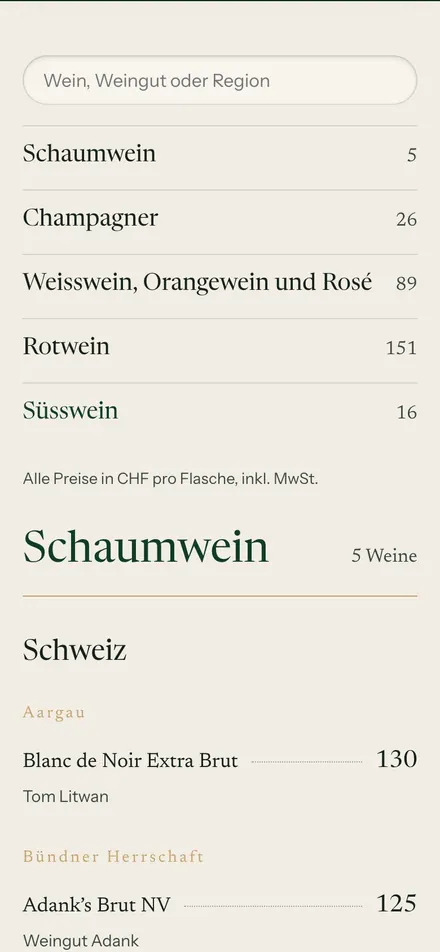 Wein, Weingut oder Region
Schaumwein 5
Champagner 26
Weisswein, Orangewein und Rosé 89
Rotwein 151
Süsswein 16
Alle Preise in CHF pro Flasche, inkl. MwSt.
Schaumwein 5 Weine
Schweiz
Aargau
Blanc de Noir Extra Brut 130
Tom Litwan
Bündner Herrschaft
Adank’s Brut NV 125
Weingut Adank